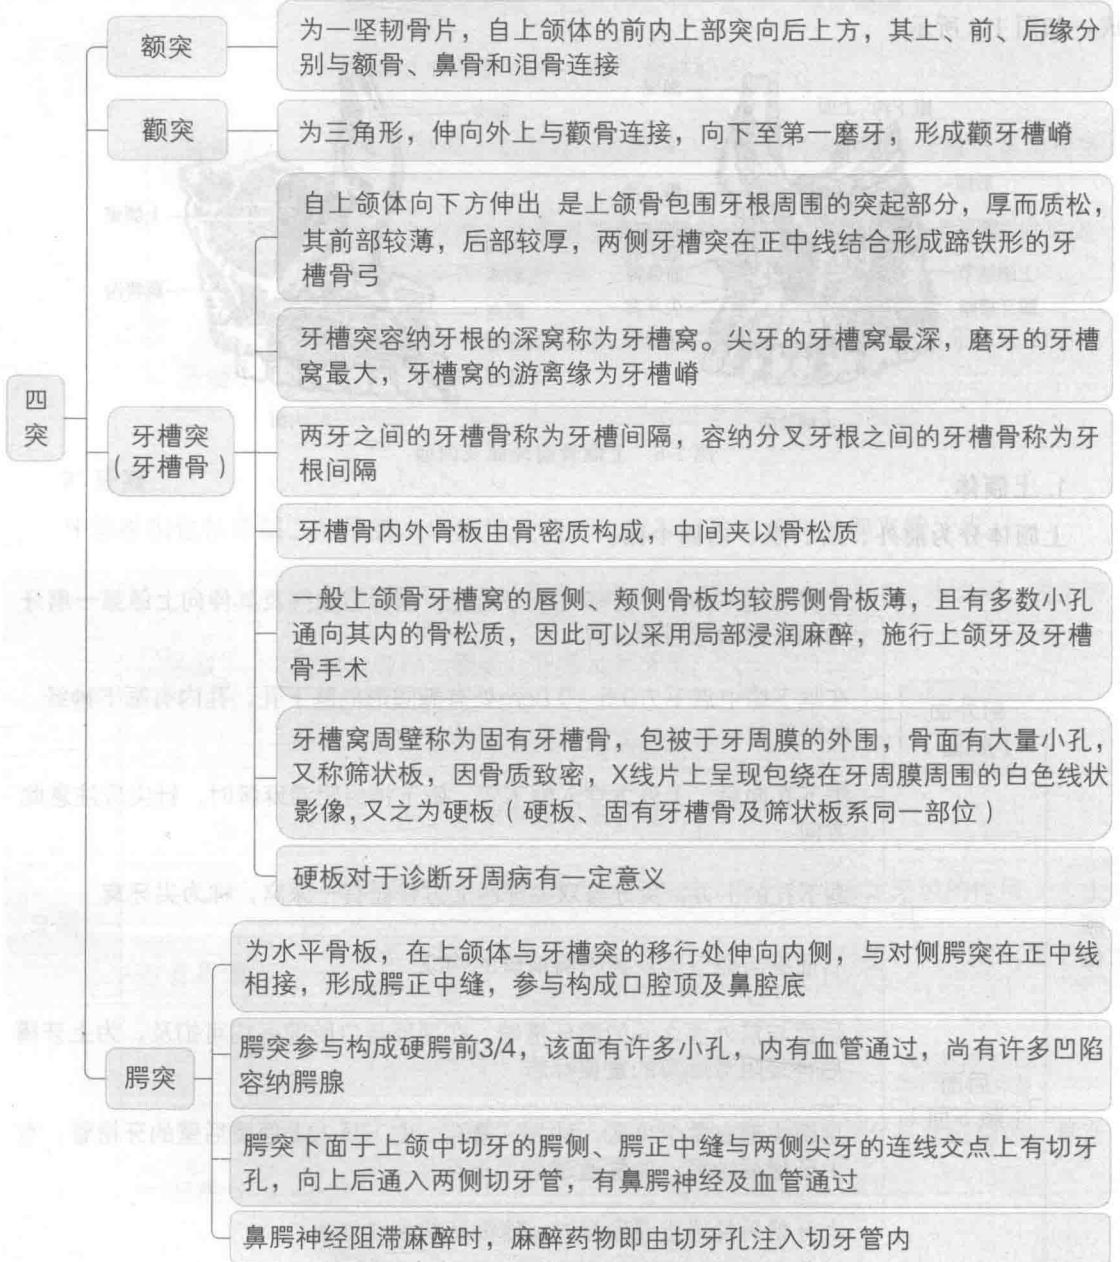 四
突
额突
为一坚韧骨片，自上颌体的前内上部突向后上方，其上、前、后缘分
别与额骨、鼻骨和泪骨连接
颧突
为三角形，伸向外上与颧骨连接，向下至第一磨牙，形成颧牙槽嵴
牙槽突
（牙槽骨）
自上颌体向下方伸出 是上颌骨包围牙根周围的突起部分，厚而质松，
其前部较薄，后部较厚，两侧牙槽突在正中线结合形成蹄铁形的牙
槽骨弓
牙槽突容纳牙根的深窝称为牙槽窝。尖牙的牙槽窝最深，磨牙的牙槽
窝最大，牙槽窝的游离缘为牙槽嵴
两牙之间的牙槽骨称为牙槽间隔，容纳分叉牙根之间的牙槽骨称为牙
根间隔
牙槽骨内外骨板由骨密质构成，中间夹以骨松质
一般上颌骨牙槽窝的唇侧、颊侧骨板均较腭侧骨板薄，且有多数小孔
通向其内的骨松质，因此可以采用局部浸润麻醉，施行上颌牙及牙槽
骨手术
牙槽窝周壁称为固有牙槽骨，包被于牙周膜的外围，骨面有大量小孔，
又称筛状板，因骨质致密，X线片上呈现包绕在牙周膜周围的白色线状
影像,又之为硬板（硬板、固有牙槽骨及筛状板系同一部位）
硬板对于诊断牙周病有一定意义
腭突
为水平骨板，在上颌体与牙槽突的移行处伸向内侧，与对侧腭突在正中线
相接，形成腭正中缝，参与构成口腔顶及鼻腔底
腭突参与构成硬腭前3/4，该面有许多小孔，内有血管通过，尚有许多凹陷
容纳腭腺
腭突下面于上颌中切牙的腭侧、腭正中缝与两侧尖牙的连线交点上有切牙
孔，向上后通入两侧切牙管，有鼻腭神经及血管通过
鼻腭神经阻滞麻醉时，麻醉药物即由切牙孔注入切牙管内